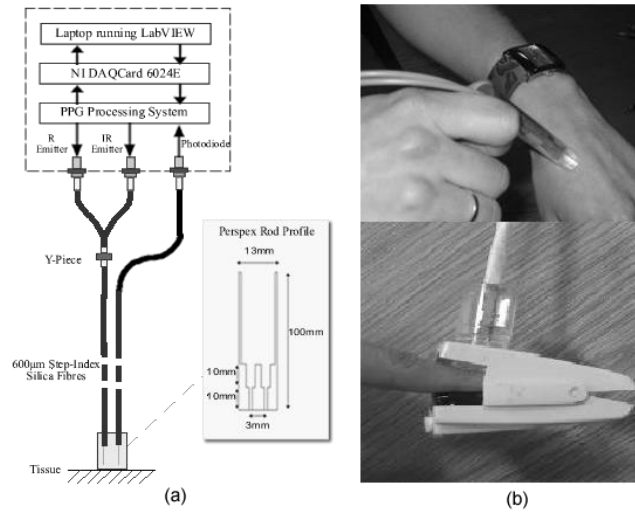 Laptop running LabVIEW
NI DAQCard 6024E
PPG Processing System
R
Emitter
IR
Emitter
Photodiode
Y-Piece
600μm Step-Index
Silica Fibres
Tissue
Perspex Rod Profile
13mm
100mm
10mm
10mm
3mm
(a)
(b)